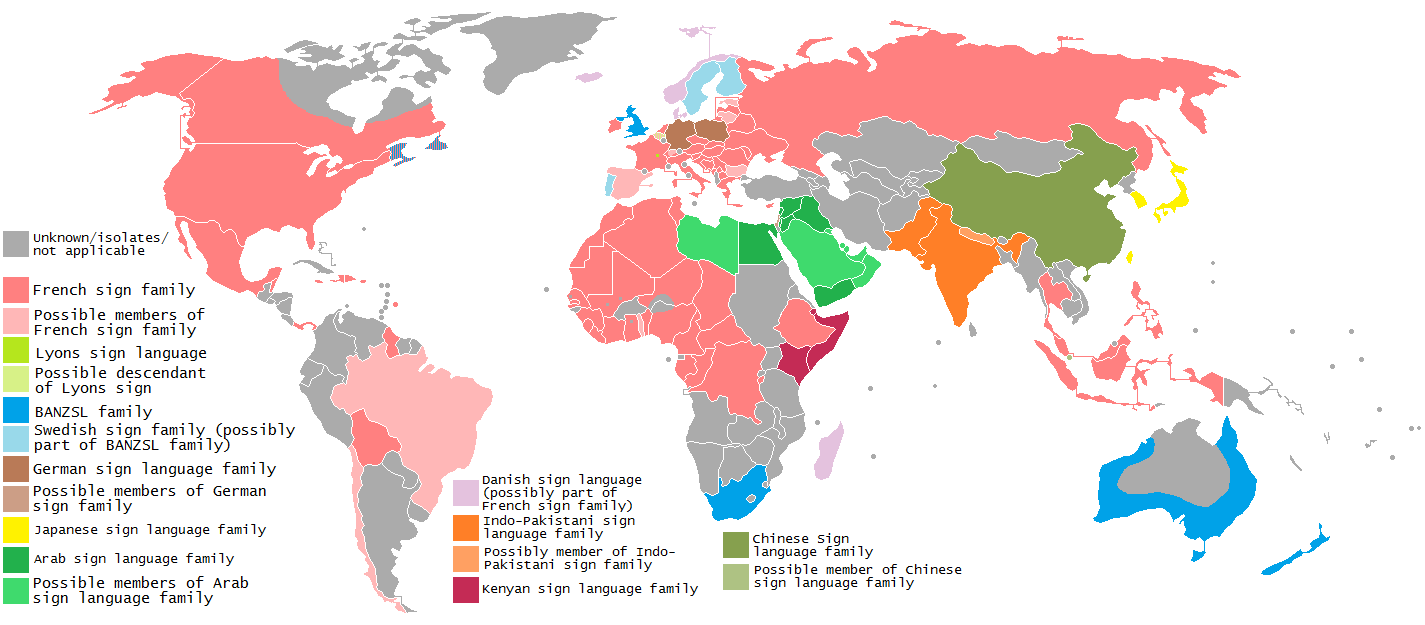 Unknown/isolates/
not applicable
French sign family
Possible members of
French sign family
Lyons sign language
Possible descendant
of Lyons sign
BANZSL family
Swedish sign family (possibly
part of BANZSL family)
German sign language family
Possible members of German
sign family
Japanese sign language family
Arab sign language family
Possible members of Arab
sign language family
Danish sign language
(possibly part of
French sign family)
Indo-Pakistani sign
language family
Possibly member of Indo-
Pakistani sign family
Kenyan sign language family
Chinese Sign
language family
Possible member of Chinese
sign language family